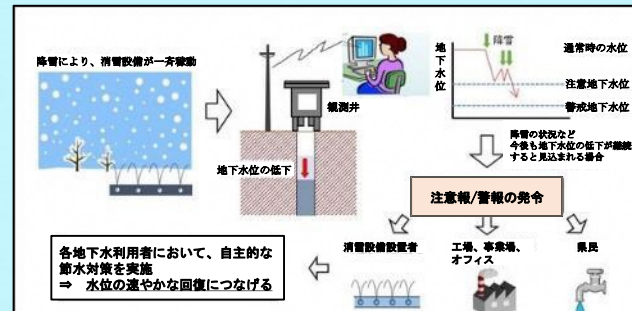 降雪により、消雪設備が一斉稼動
観測井
地下水位の低下
地下水位
降雪
通常時の水位
注意地下水位
警戒地下水位
降雪の状況など
今後も地下水位の低下が継続
すると見込まれる場合
注意報/警報の発令
消雪設備設置者
工場、事業場、
オフィス
県民
各地下水利用者において、自主的な
節水対策を実施
⇒ 水位の速やかな回復につなげる